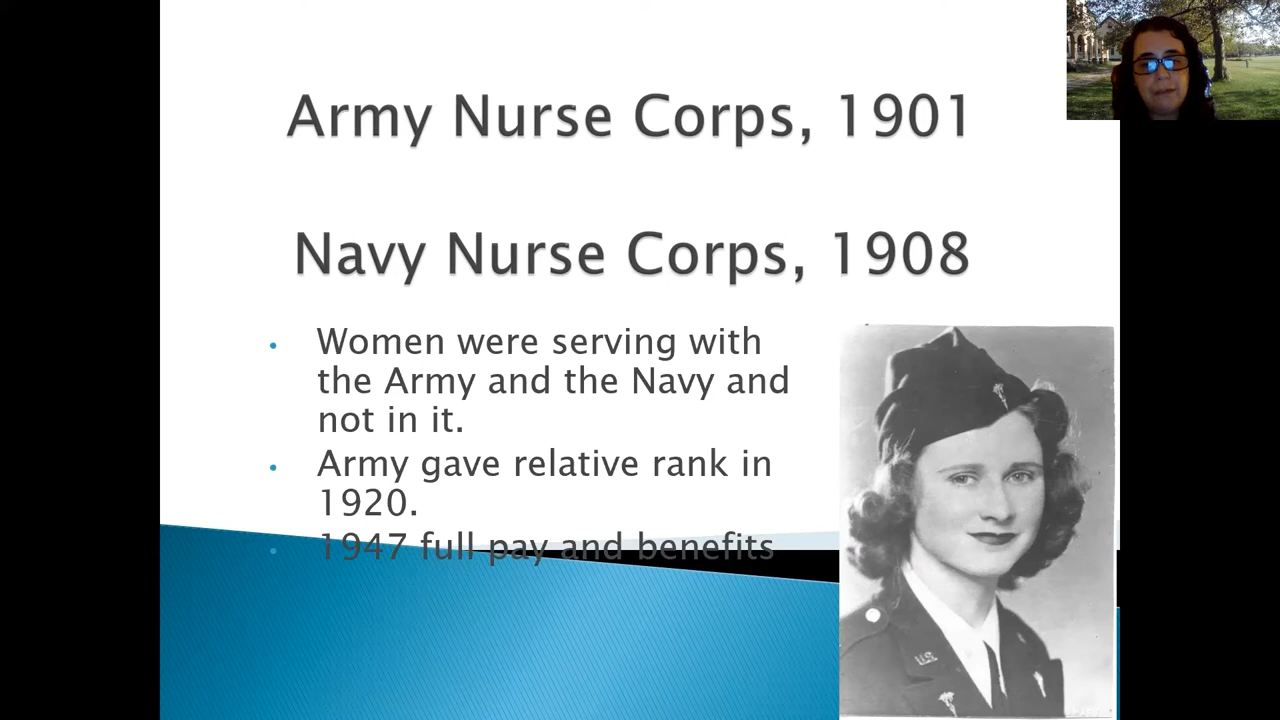 Army Nurse Corps, 1901
Navy Nurse Corps, 1908
• Women were serving with
the Army and the Navy and
not in it.
• Army gave relative rank in
1920.
• 1947 full pay and benefits
U.S.